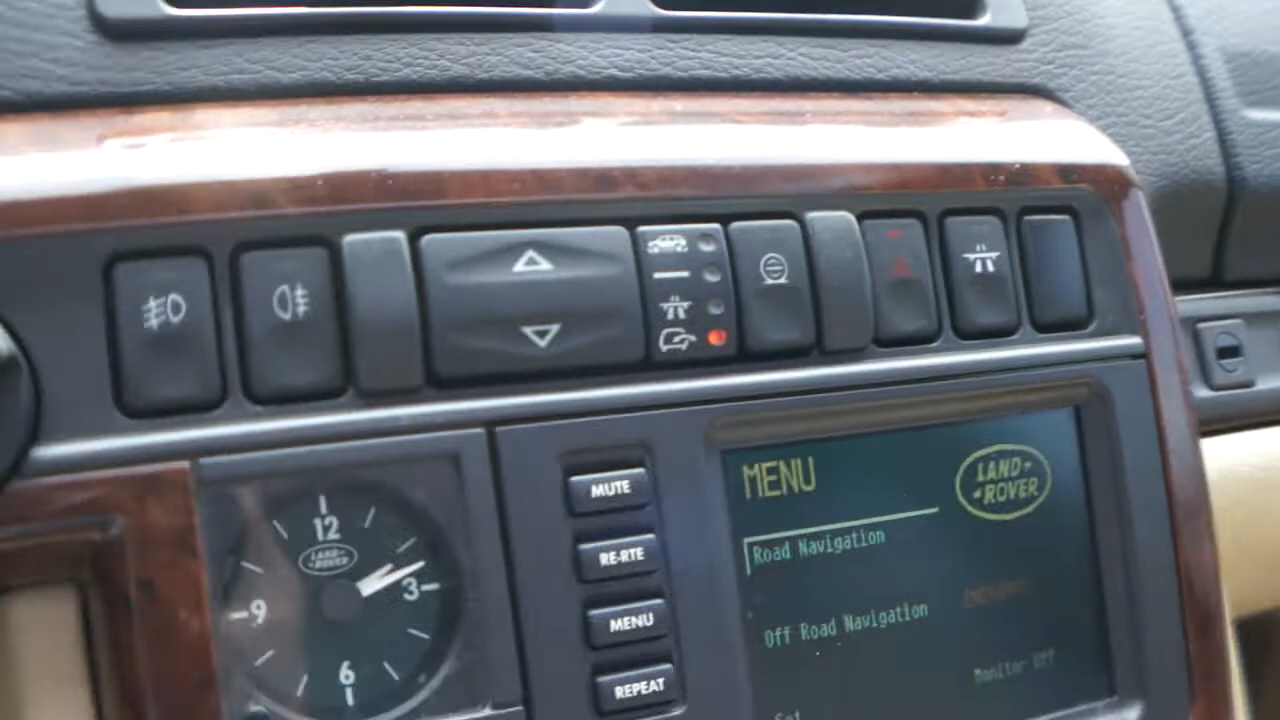 12
LAND-
-ROVER
3
9
6
MUTE
RE-RTE
MENU
REPEAT
MENU
LAND-
-ROVER
Road Navigation
Off Road Navigation
Monitor Off
Set